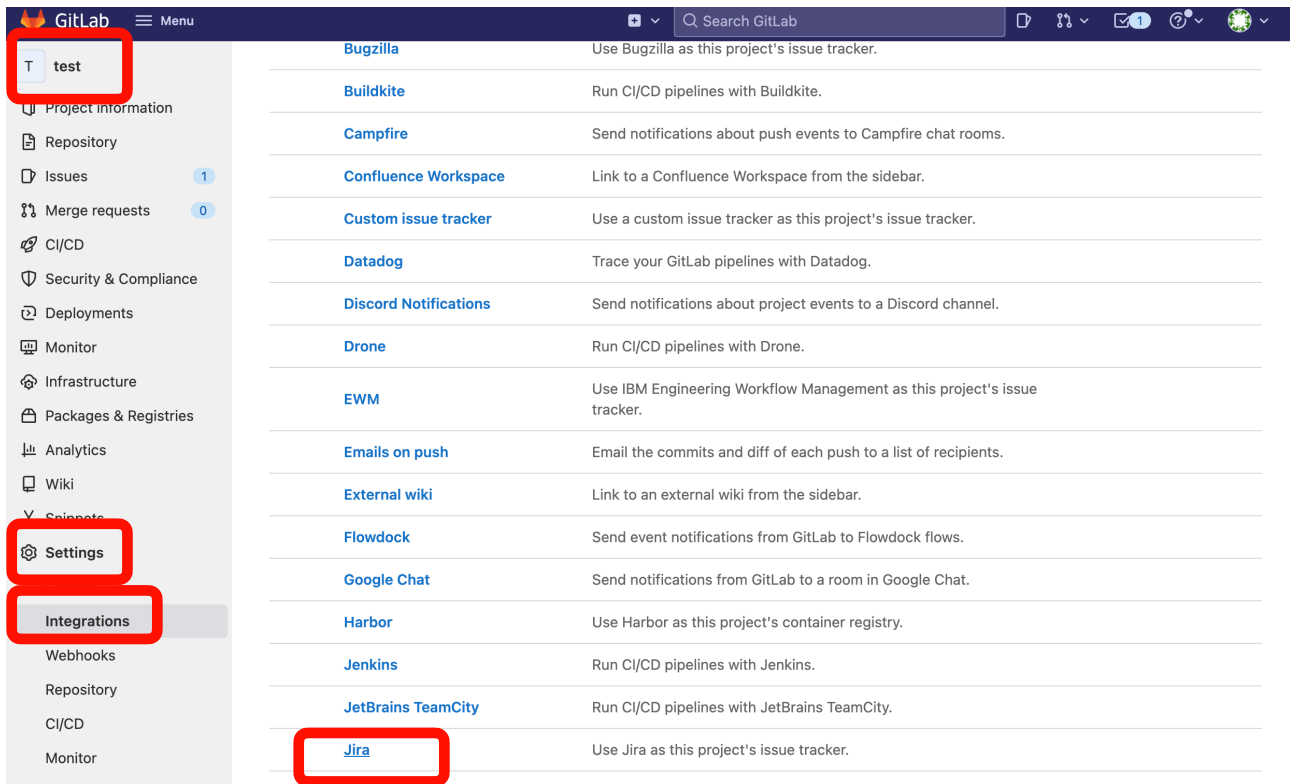 GitLab Menu Search GitLab 1
T test
Project information
Repository
Issues 1
Merge requests 0
CI/CD
Security & Compliance
Deployments
Monitor
Infrastructure
Packages & Registries
Analytics
Wiki
Snippets
Settings
Integrations
Webhooks
Repository
CI/CD
Monitor
Bugzilla Use Bugzilla as this project's issue tracker.
Buildkite Run CI/CD pipelines with Buildkite.
Campfire Send notifications about push events to Campfire chat rooms.
Confluence Workspace Link to a Confluence Workspace from the sidebar.
Custom issue tracker Use a custom issue tracker as this project's issue tracker.
Datadog Trace your GitLab pipelines with Datadog.
Discord Notifications Send notifications about project events to a Discord channel.
Drone Run CI/CD pipelines with Drone.
EWM Use IBM Engineering Workflow Management as this project's issue
tracker.
Emails on push Email the commits and diff of each push to a list of recipients.
External wiki Link to an external wiki from the sidebar.
Flowdock Send event notifications from GitLab to Flowdock flows.
Google Chat Send notifications from GitLab to a room in Google Chat.
Harbor Use Harbor as this project's container registry.
Jenkins Run CI/CD pipelines with Jenkins.
JetBrains TeamCity Run CI/CD pipelines with JetBrains TeamCity.
Jira Use Jira as this project's issue tracker.